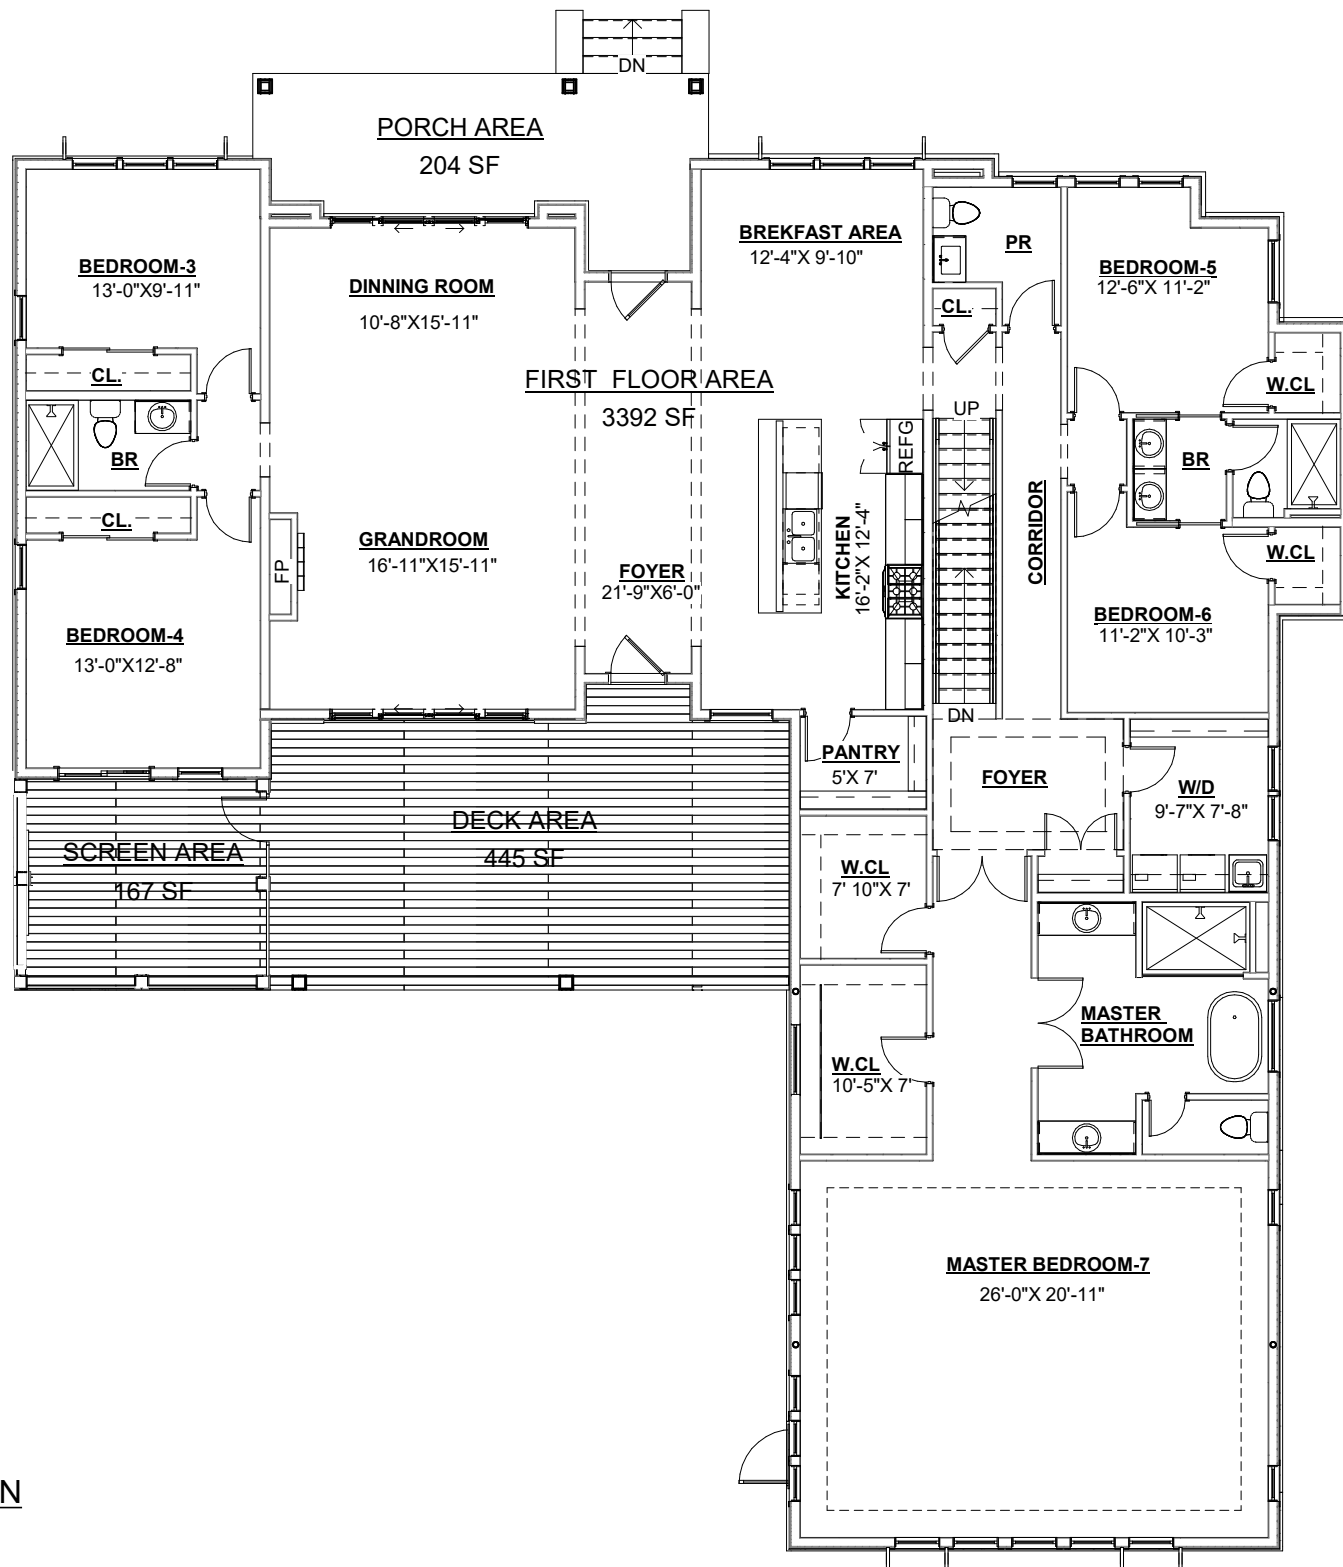 DN
PORCH AREA
204 SF
BEDROOM-3
13'-0"X9'-11"
DINNING ROOM
10'-8"X15'-11"
BREKFAST AREA
12'-4"X 9'-10"
PR
CL.
BEDROOM-5
12'-6"X 11'-2"
W.CL
CL.
FIRST FLOOR AREA
3392 SF
UP
REFG
BR
BR
CL.
GRANDROOM
16'-11"X15'-11"
FP
FOYER
21'-9"X6'-0"
KITCHEN
16'-2"X 12'-4"
CORRIDOR
W.CL
BEDROOM-6
11'-2"X 10'-3"
BEDROOM-4
13'-0"X12'-8"
DN
PANTRY
5'X 7'
FOYER
W/D
9'-7"X 7'-8"
DECK AREA
445 SF
SCREEN AREA
167 SF
W.CL
7' 10"X 7'
MASTER
BATHROOM
W.CL
10'-5"X 7'
MASTER BEDROOM-7
26'-0"X 20'-11"
N